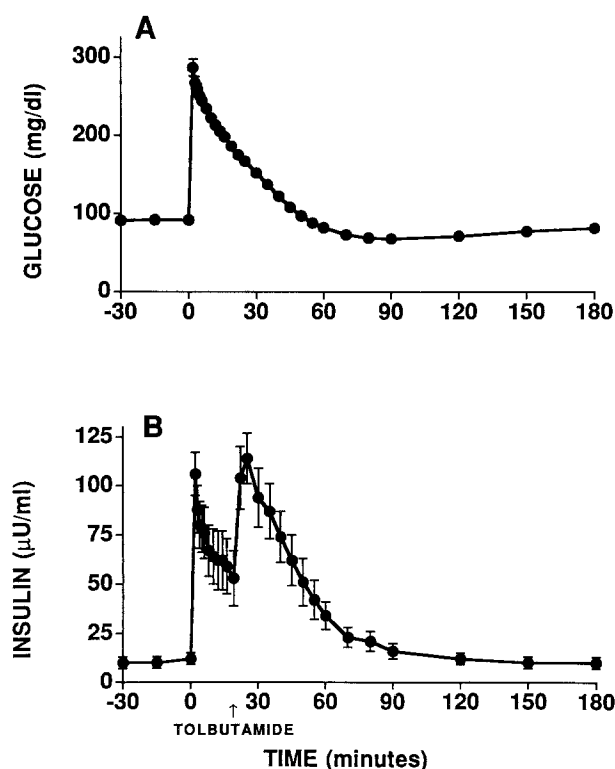 A
GLUCOSE (mg/dl)
300
200
100
0
-30 0 30 60 90 120 150 180
B
INSULIN (μU/ml)
125
100
75
50
25
0
-30 0 30 60 90 120 150 180
↑
TOLBUTAMIDE
TIME (minutes)